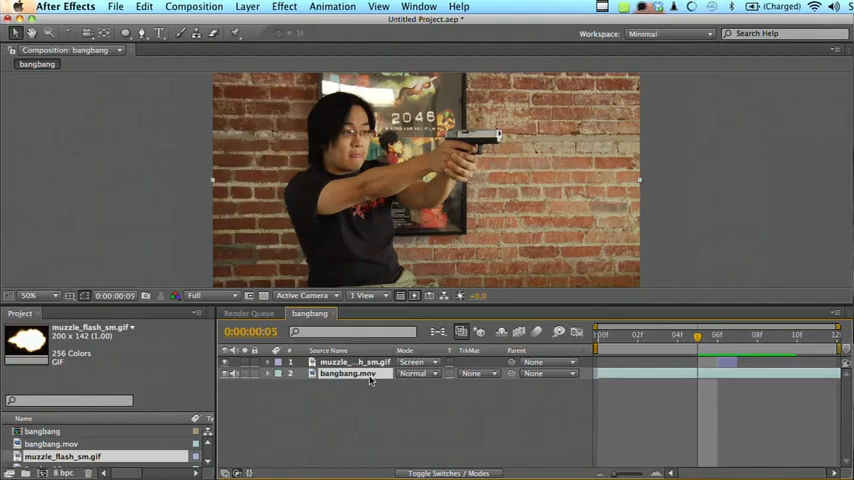 After Effects File Edit Composition Layer Effect Animation View Window Help (Charged)
Untitled Project.aep *
T Workspace: Minimal Search Help
Composition: bangbang
bangbang
2046
50% 0:00:00:05 Full Active Camera 1 View +0.0
Project
muzzle_flash_sm.gif
200 x 142 (1.00)
256 Colors
GIF
Name Ty
bangbang
bangbang.mov
muzzle_flash_sm.gif
8 bpc
Render Queue bangbang
0:00:00:05
# Source Name Mode T TrkMat Parent
:00f 02f 04f 06f 08f 10f 12f
1 muzzle_...h_sm.gif Screen None
2 bangbang.mov Normal None None
Toggle Switches / Modes